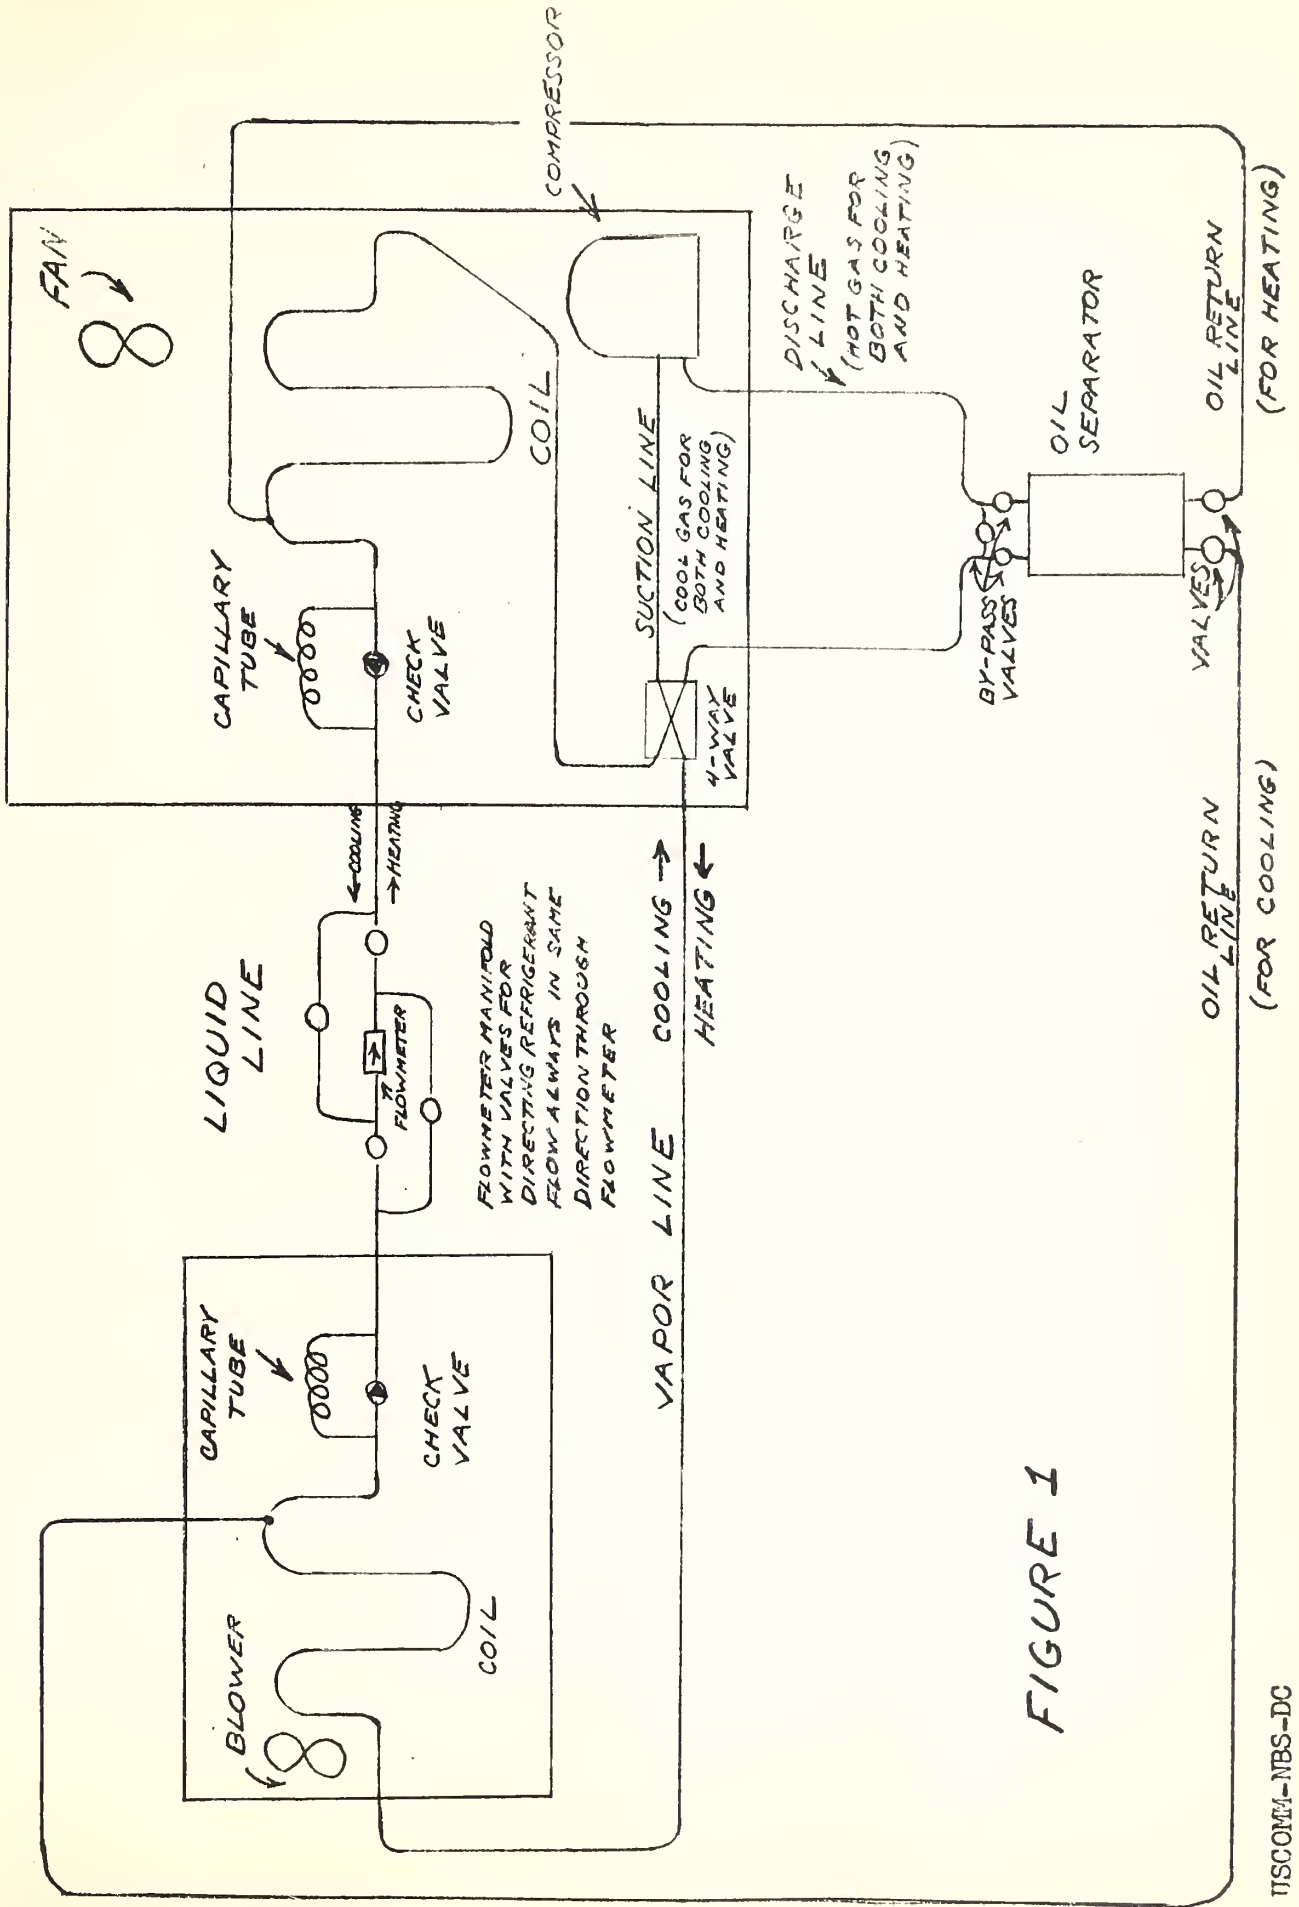 FAN
COMPRESSOR
CAPILLARY
TUBE
CHECK
VALVE
COIL
SUCTION LINE
(COOL GAS FOR
BOTH COOLING
AND HEATING)
4-WAY
VALVE
DISCHARGE
LINE
(HOT GAS FOR
BOTH COOLING
AND HEATING)
BY-PASS
VALVES
OIL
SEPARATOR
VALVES
OIL RETURN
LINE
(FOR HEATING)
OIL RETURN
LINE
(FOR COOLING)
LIQUID
LINE
←COOLING
→HEATING
FLOWMETER
FLOWMETER MANIFOLD
WITH VALVES FOR
DIRECTING REFRIGERANT
FLOW ALWAYS IN SAME
DIRECTION THROUGH
FLOWMETER
VAPOR LINE COOLING →
HEATING ←
CAPILLARY
TUBE
CHECK
VALVE
BLOWER
COIL
FIGURE 1
USCOMM-NBS-DC